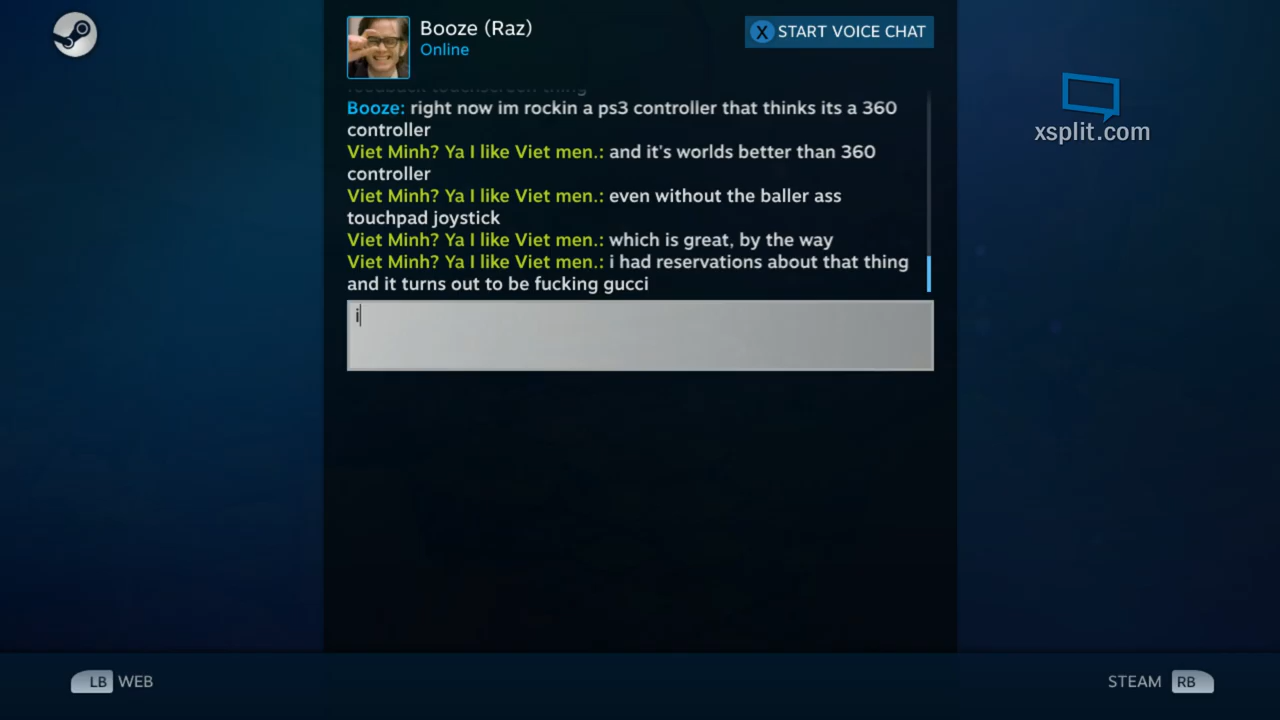 Booze (Raz)
Online
X START VOICE CHAT
xsplit.com
Booze: right now im rockin a ps3 controller that thinks its a 360
controller
Viet Minh? Ya I like Viet men.: and it's worlds better than 360
controller
Viet Minh? Ya I like Viet men.: even without the baller ass
touchpad joystick
Viet Minh? Ya I like Viet men.: which is great, by the way
Viet Minh? Ya I like Viet men.: i had reservations about that thing
and it turns out to be fucking gucci
i
LB WEB
STEAM RB